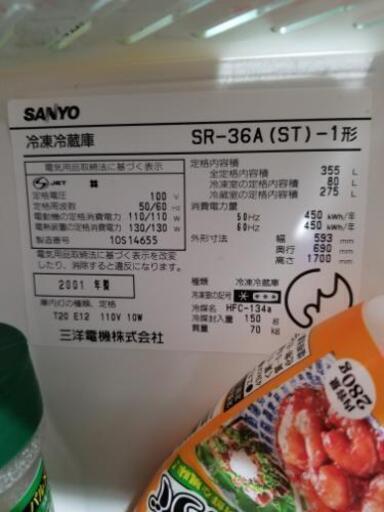 SANYO
冷凍冷蔵庫 SR-36A(ST)-1形
電気用品取締法に基づく表示
JET
定格電圧 100 V
定格周波数 50/60 Hz
電動機の定格消費電力 110/110 W
電熱装置の定格消費電力 130/130 W
製造番号 10S14655
電気用品取締法に基づく表示を改変
したり、消除すると違反になります。
2001 年製
庫内灯の種類、定格
T20 E12 110V 10W
三洋電機株式会社
定格内容積
全定格内容積 355 L
冷凍室の定格内容積 80 L
冷蔵室の定格内容積 275 L
消費電力量
50Hz 450 kWh/年
60Hz 450 kWh/年
外形寸法 幅 593 mm
奥行 690 mm
高さ 1700 mm
種類 冷凍冷蔵庫
冷凍室の記号
冷媒名 HFC-134a
冷媒封入量 150 g
質量 70 kg
内容量
280g